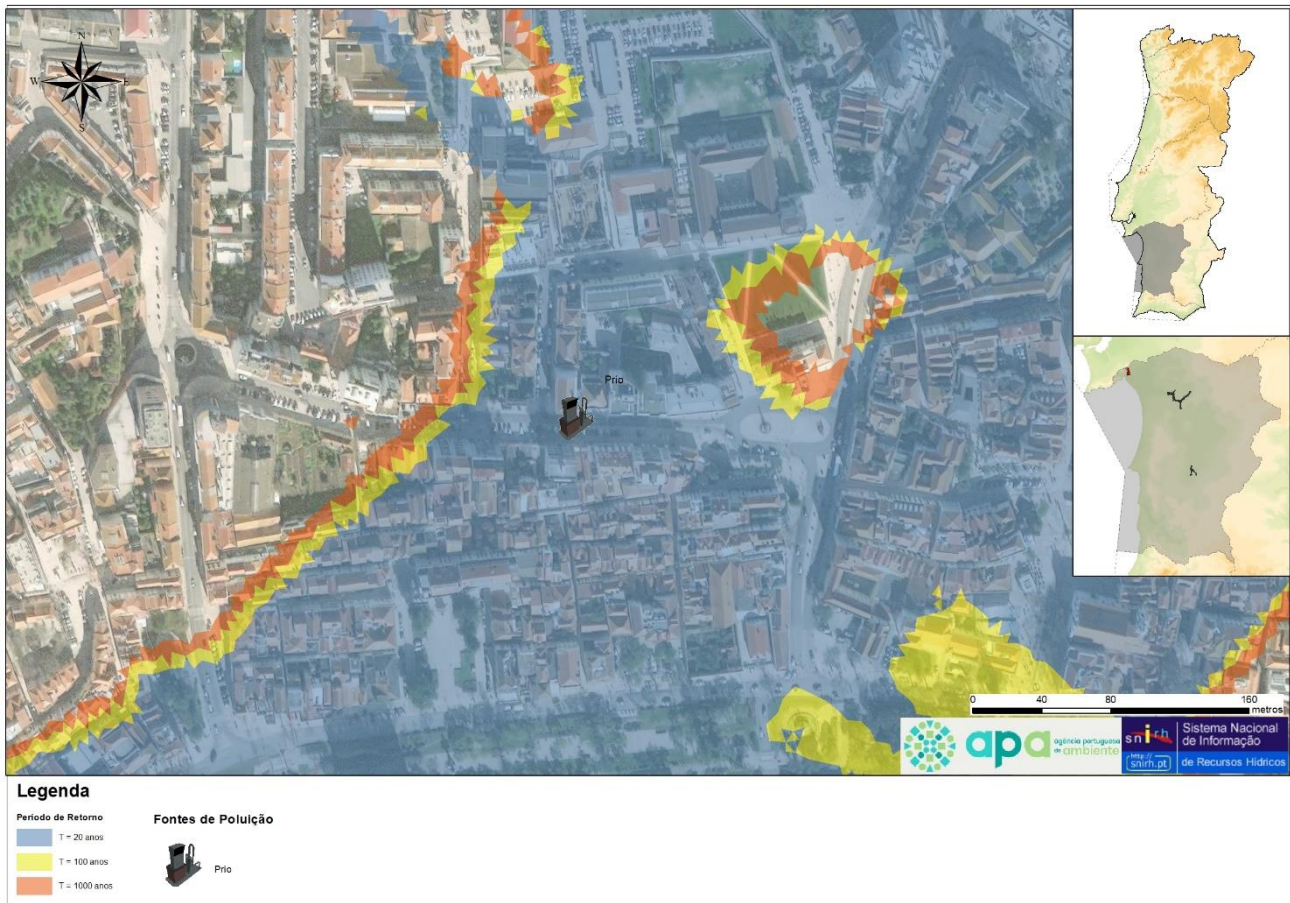 N
W
E
S
Prio
0 40 80 160
metros
apa
agência portuguesa
de ambiente
snirh
http://
snirh.pt
Sistema Nacional
de Informação
de Recursos Hídricos
Legenda
Período de Retorno
T = 20 anos
T = 100 anos
T = 1000 anos
Fontes de Poluição
Prio